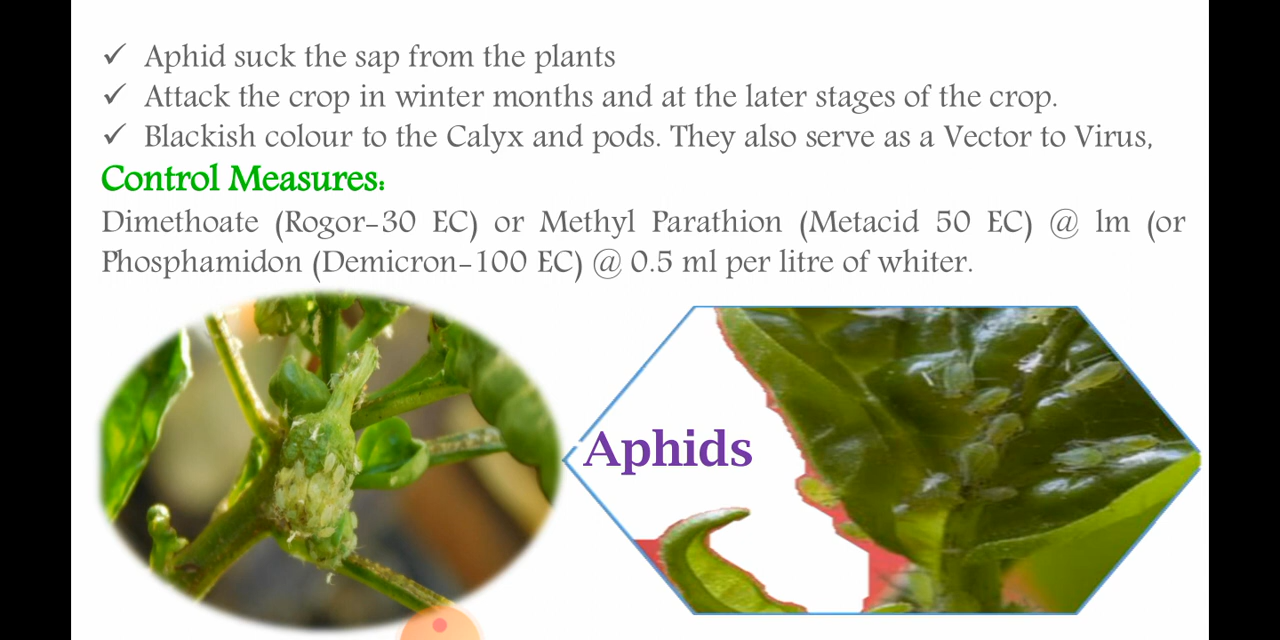 ✓ Aphid suck the sap from the plants
✓ Attack the crop in winter months and at the later stages of the crop.
✓ Blackish colour to the Calyx and pods. They also serve as a Vector to Virus,
Control Measures:
Dimethoate (Rogor-30 EC) or Methyl Parathion (Metacid 50 EC) @ 1m (or
Phosphamidon (Demicron-100 EC) @ 0.5 ml per litre of whiter.
Aphids